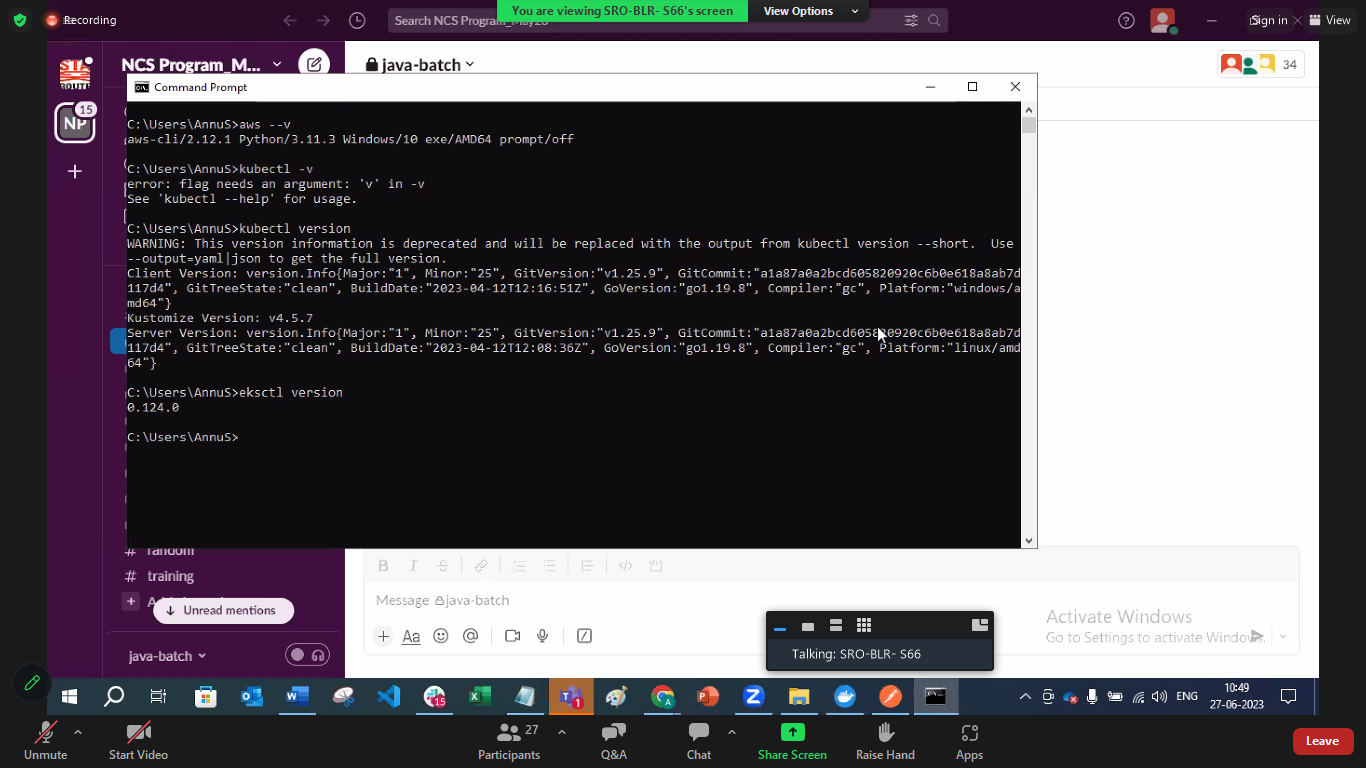 Recording
Search NCS Program_May23
You are viewing SRO-BLR- S66's screen
View Options
Sign in
View
STA
ROUTE
NCS Program_M...
java-batch
34
15
NP
Command Prompt
C:\Users\AnnuS>aws --v
aws-cli/2.12.1 Python/3.11.3 Windows/10 exe/AMD64 prompt/off
C:\Users\AnnuS>kubectl -v
error: flag needs an argument: 'v' in -v
See 'kubectl --help' for usage.
C:\Users\AnnuS>kubectl version
WARNING: This version information is deprecated and will be replaced with the output from kubectl version --short.  Use
--output=yaml|json to get the full version.
Client Version: version.Info{Major:"1", Minor:"25", GitVersion:"v1.25.9", GitCommit:"a1a87a0a2bcd605820920c6b0e618a8ab7d
117d4", GitTreeState:"clean", BuildDate:"2023-04-12T12:16:51Z", GoVersion:"go1.19.8", Compiler:"gc", Platform:"windows/a
md64"}
Kustomize Version: v4.5.7
Server Version: version.Info{Major:"1", Minor:"25", GitVersion:"v1.25.9", GitCommit:"a1a87a0a2bcd605820920c6b0e618a8ab7d
117d4", GitTreeState:"clean", BuildDate:"2023-04-12T12:08:36Z", GoVersion:"go1.19.8", Compiler:"gc", Platform:"linux/amd
64"}
C:\Users\AnnuS>eksctl version
0.124.0
C:\Users\AnnuS>
# random
# training
Unread mentions
java-batch
Message java-batch
Activate Windows
Go to Settings to activate Windows.
Talking: SRO-BLR- S66
15
1
ENG
10:49
27-06-2023
Unmute
Start Video
Participants
27
Q&A
Chat
Share Screen
Raise Hand
Apps
Leave